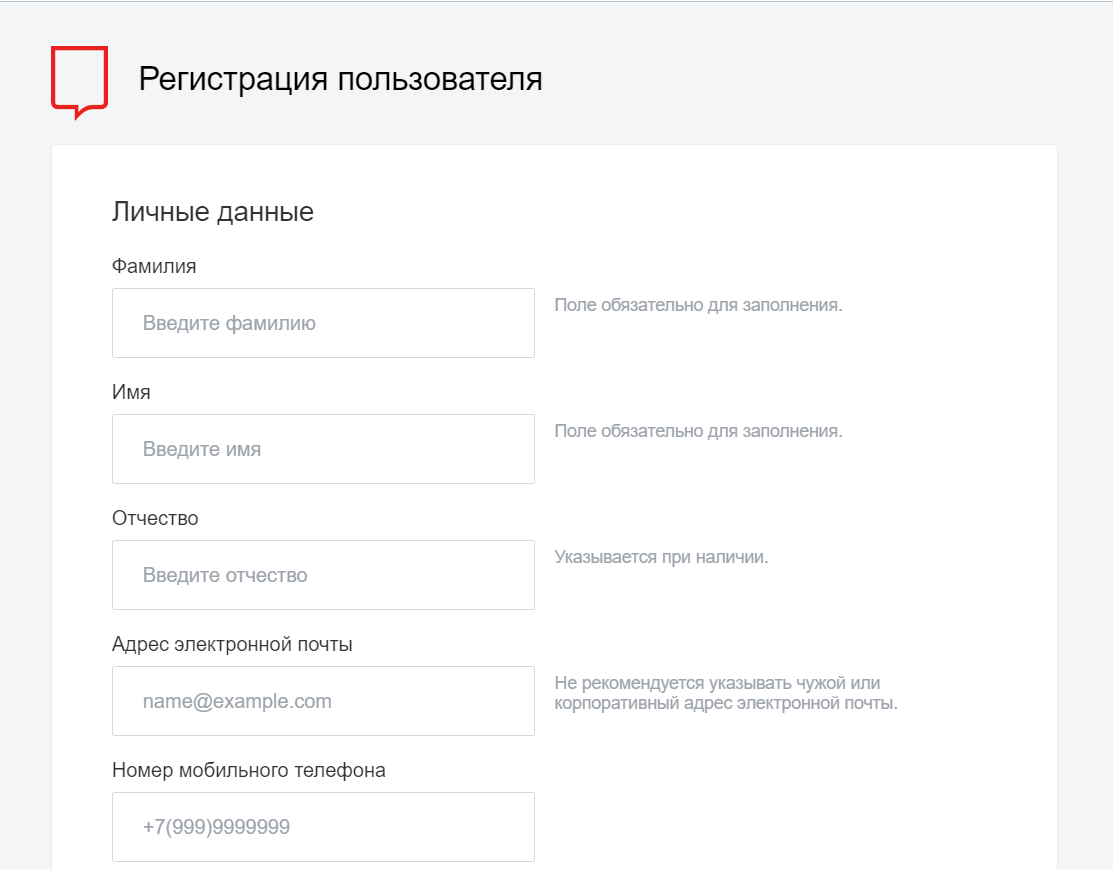 Регистрация пользователя
Личные данные
Фамилия
Введите фамилию
Поле обязательно для заполнения.
Имя
Введите имя
Поле обязательно для заполнения.
Отчество
Введите отчество
Указывается при наличии.
Адрес электронной почты
name@example.com
Не рекомендуется указывать чужой или
корпоративный адрес электронной почты.
Номер мобильного телефона
+7(999)9999999